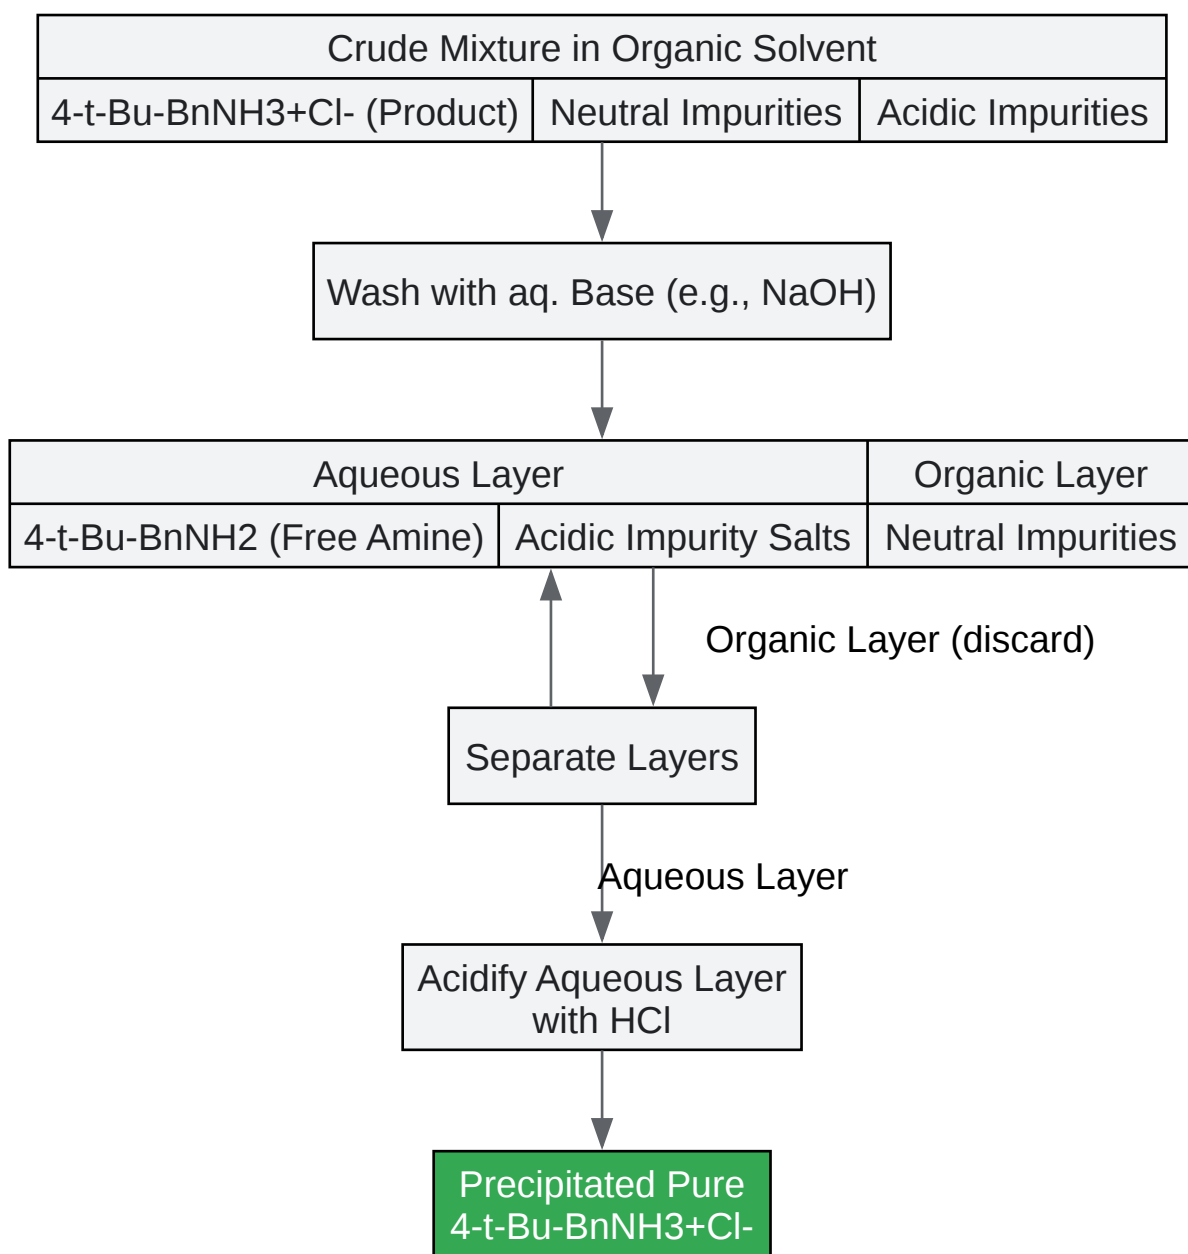 Crude Mixture in Organic Solvent
4-t-Bu-BnNH3+Cl- (Product)
Neutral Impurities
Acidic Impurities
Wash with aq. Base (e.g., NaOH)
Aqueous Layer
Organic Layer
4-t-Bu-BnNH2 (Free Amine)
Acidic Impurity Salts
Neutral Impurities
Organic Layer (discard)
Separate Layers
Aqueous Layer
Acidify Aqueous Layer
with HCl
Precipitated Pure
4-t-Bu-BnNH3+Cl-